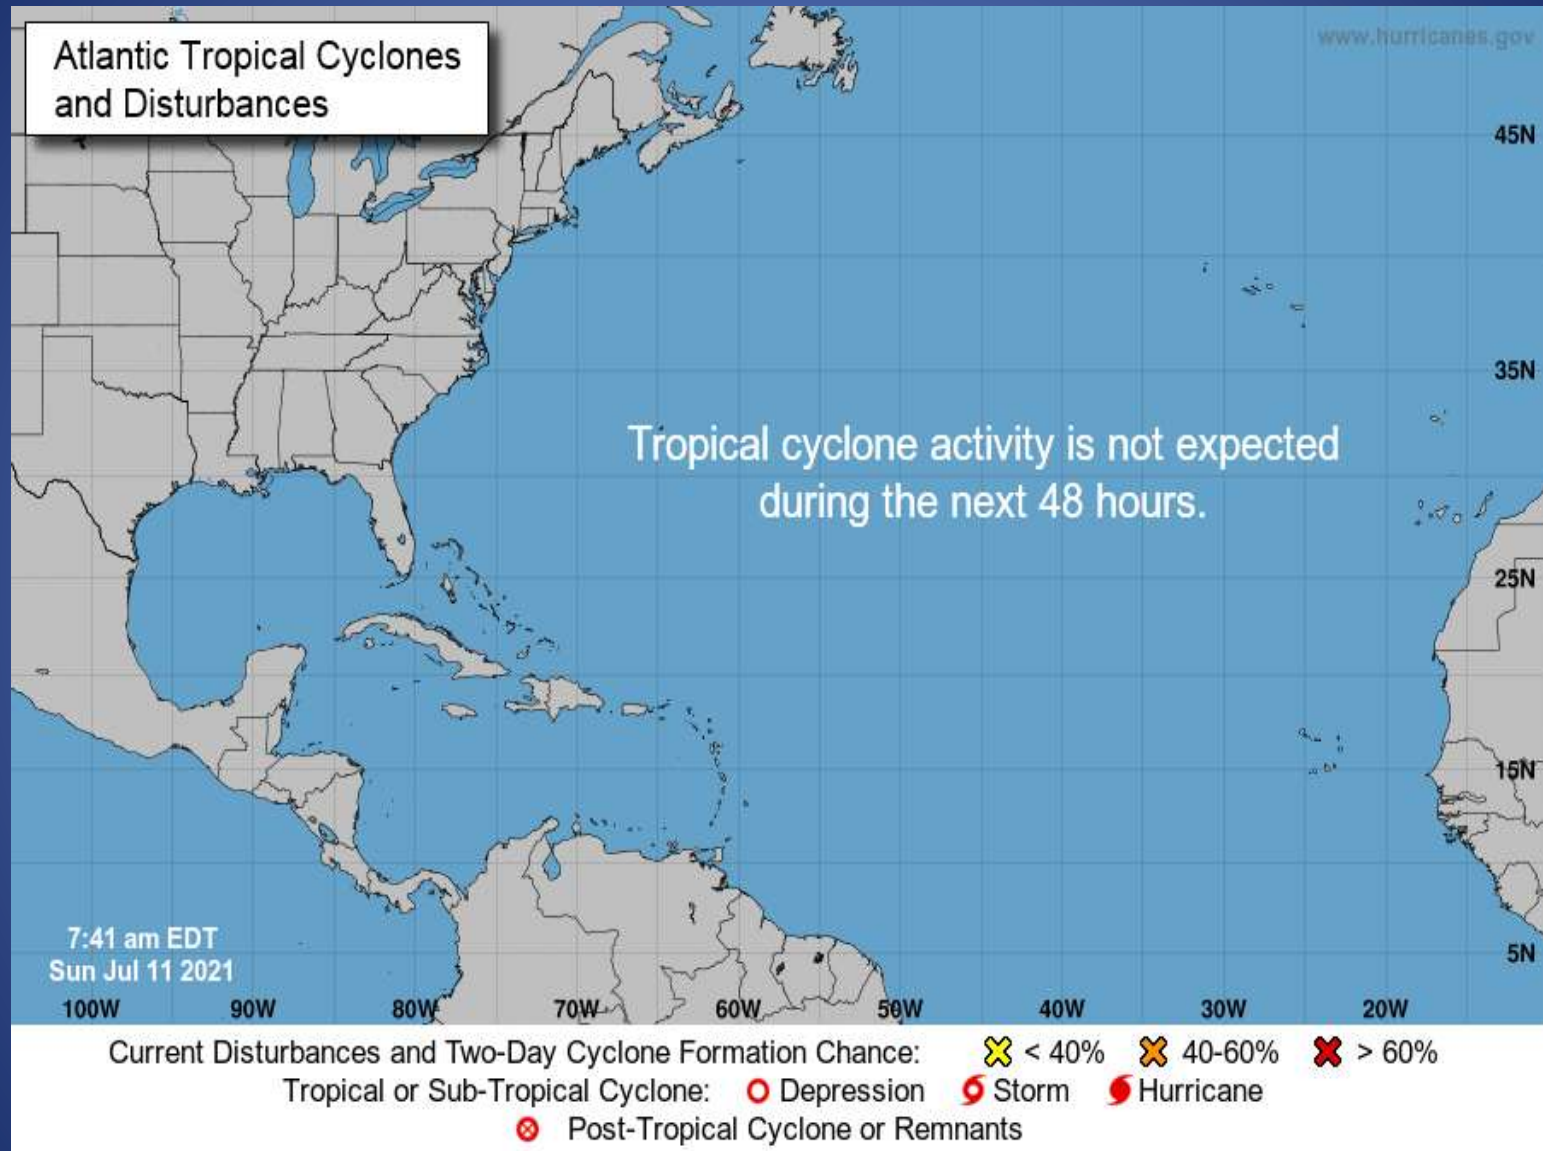 www.hurricanes.gov
Atlantic Tropical Cyclones
and Disturbances
45N
35N
Tropical cyclone activity is not expected
during the next 48 hours.
25N
15N
7:41 am EDT
Sun Jul 11 2021
5N
100W 90W 80W 70W 60W 50W 40W 30W 20W
Current Disturbances and Two-Day Cyclone Formation Chance: < 40% 40-60% > 60%
Tropical or Sub-Tropical Cyclone: Depression Storm Hurricane
Post-Tropical Cyclone or Remnants